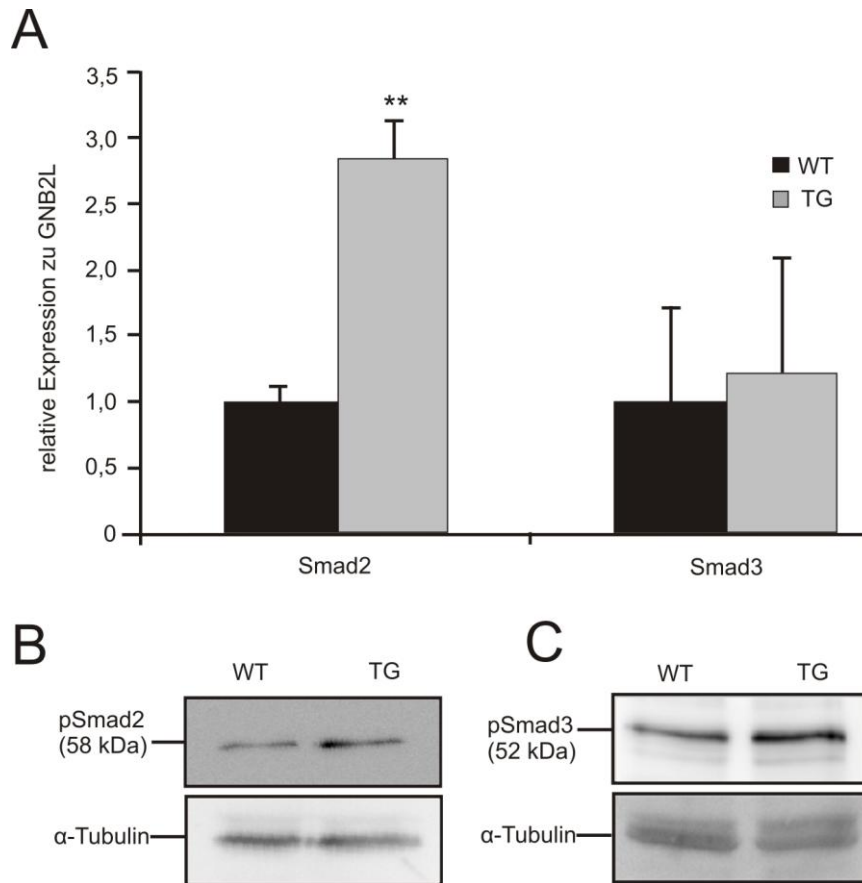 A
relative Expression zu GNB2L
3,5
3,0
2,5
2,0
1,5
1,0
0,5
0
**
WT
TG
Smad2
Smad3
B
WT TG
pSmad2
(58 kDa)
α-Tubulin
C
WT TG
pSmad3
(52 kDa)
α-Tubulin